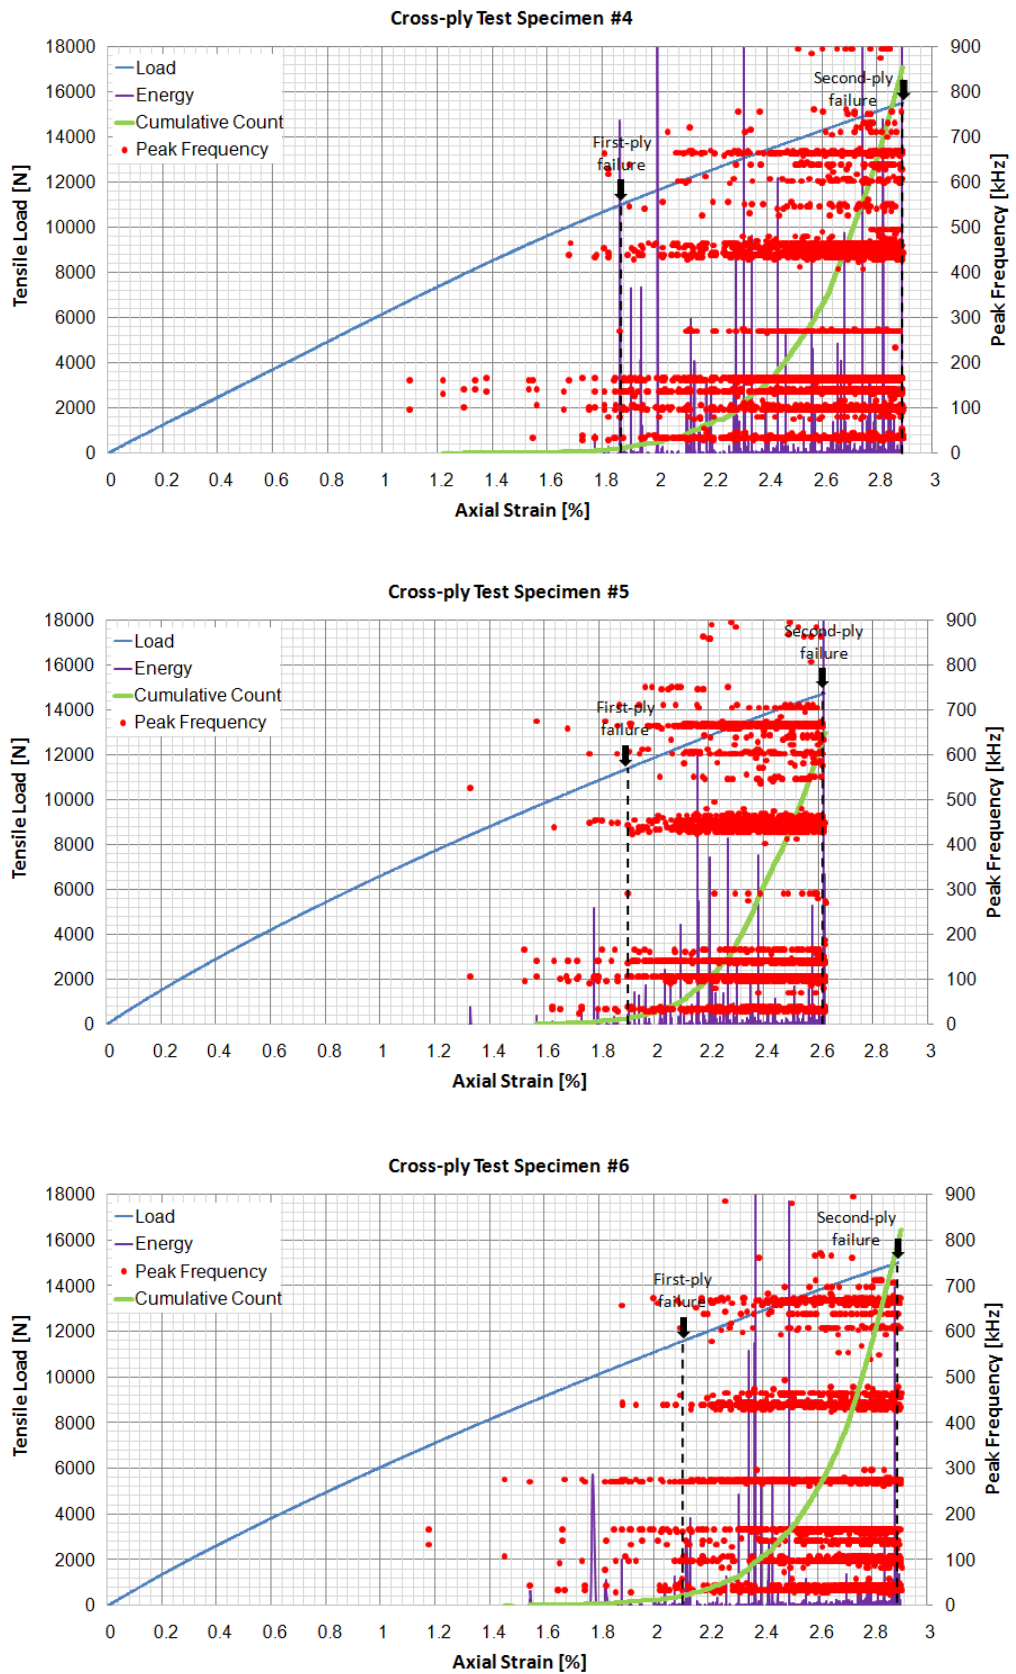 Cross-ply Test Specimen #4
18000
16000
14000
12000
10000
8000
6000
4000
2000
0
Tensile Load [N]
Load
Energy
Cumulative Count
Peak Frequency
First-ply
failure
Second-ply
failure
900
800
700
600
500
400
300
200
100
0
Peak Frequency [kHz]
0 0.2 0.4 0.6 0.8 1 1.2 1.4 1.6 1.8 2 2.2 2.4 2.6 2.8 3
Axial Strain [%]
Cross-ply Test Specimen #5
18000
16000
14000
12000
10000
8000
6000
4000
2000
0
Tensile Load [N]
Load
Energy
Cumulative Count
Peak Frequency
First-ply
failure
Second-ply
failure
900
800
700
600
500
400
300
200
100
0
Peak Frequency [kHz]
0 0.2 0.4 0.6 0.8 1 1.2 1.4 1.6 1.8 2 2.2 2.4 2.6 2.8 3
Axial Strain [%]
Cross-ply Test Specimen #6
18000
16000
14000
12000
10000
8000
6000
4000
2000
0
Tensile Load [N]
Load
Energy
Peak Frequency
Cumulative Count
First-ply
failure
Second-ply
failure
900
800
700
600
500
400
300
200
100
0
Peak Frequency [kHz]
0 0.2 0.4 0.6 0.8 1 1.2 1.4 1.6 1.8 2 2.2 2.4 2.6 2.8 3
Axial Strain [%]